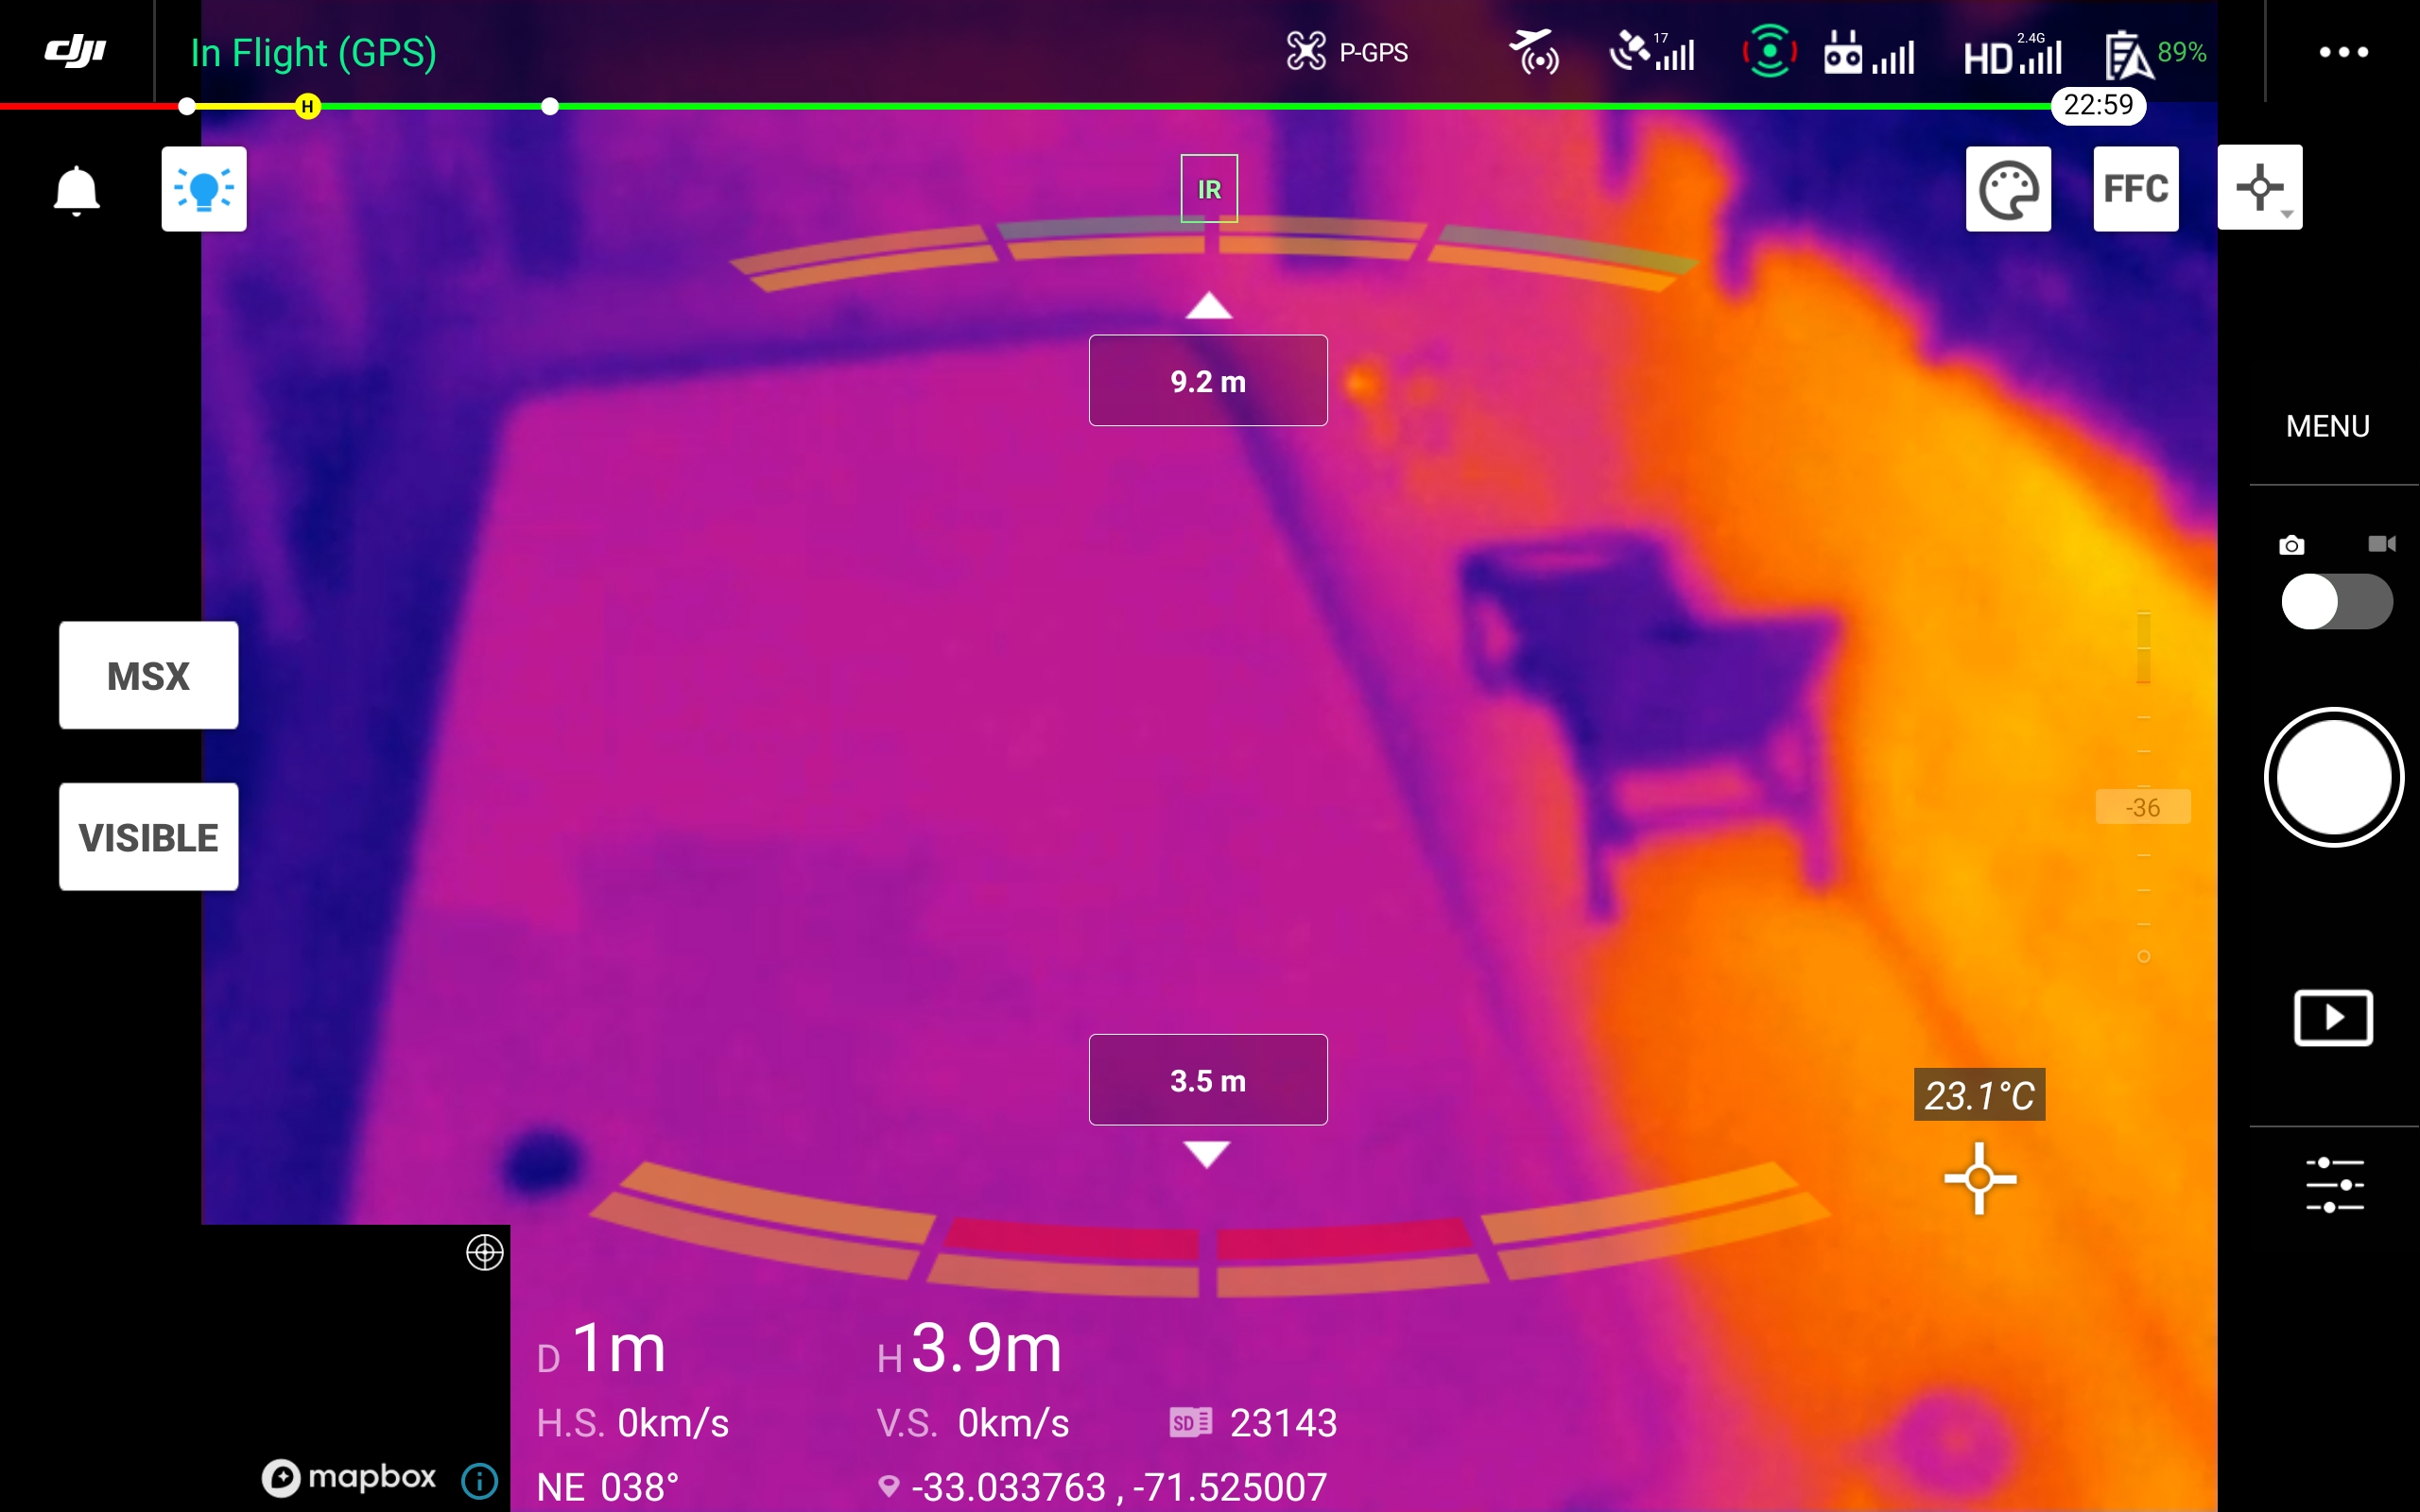 dji
In Flight (GPS)
P-GPS
17
HD 2.4G
89%
H
22:59
IR
FFC
9.2 m
MENU
MSX
VISIBLE
-36
3.5 m
23.1°C
D 1m H 3.9m
H.S. 0km/s V.S. 0km/s SD 23143
NE 038° -33.033763 , -71.525007
mapbox i